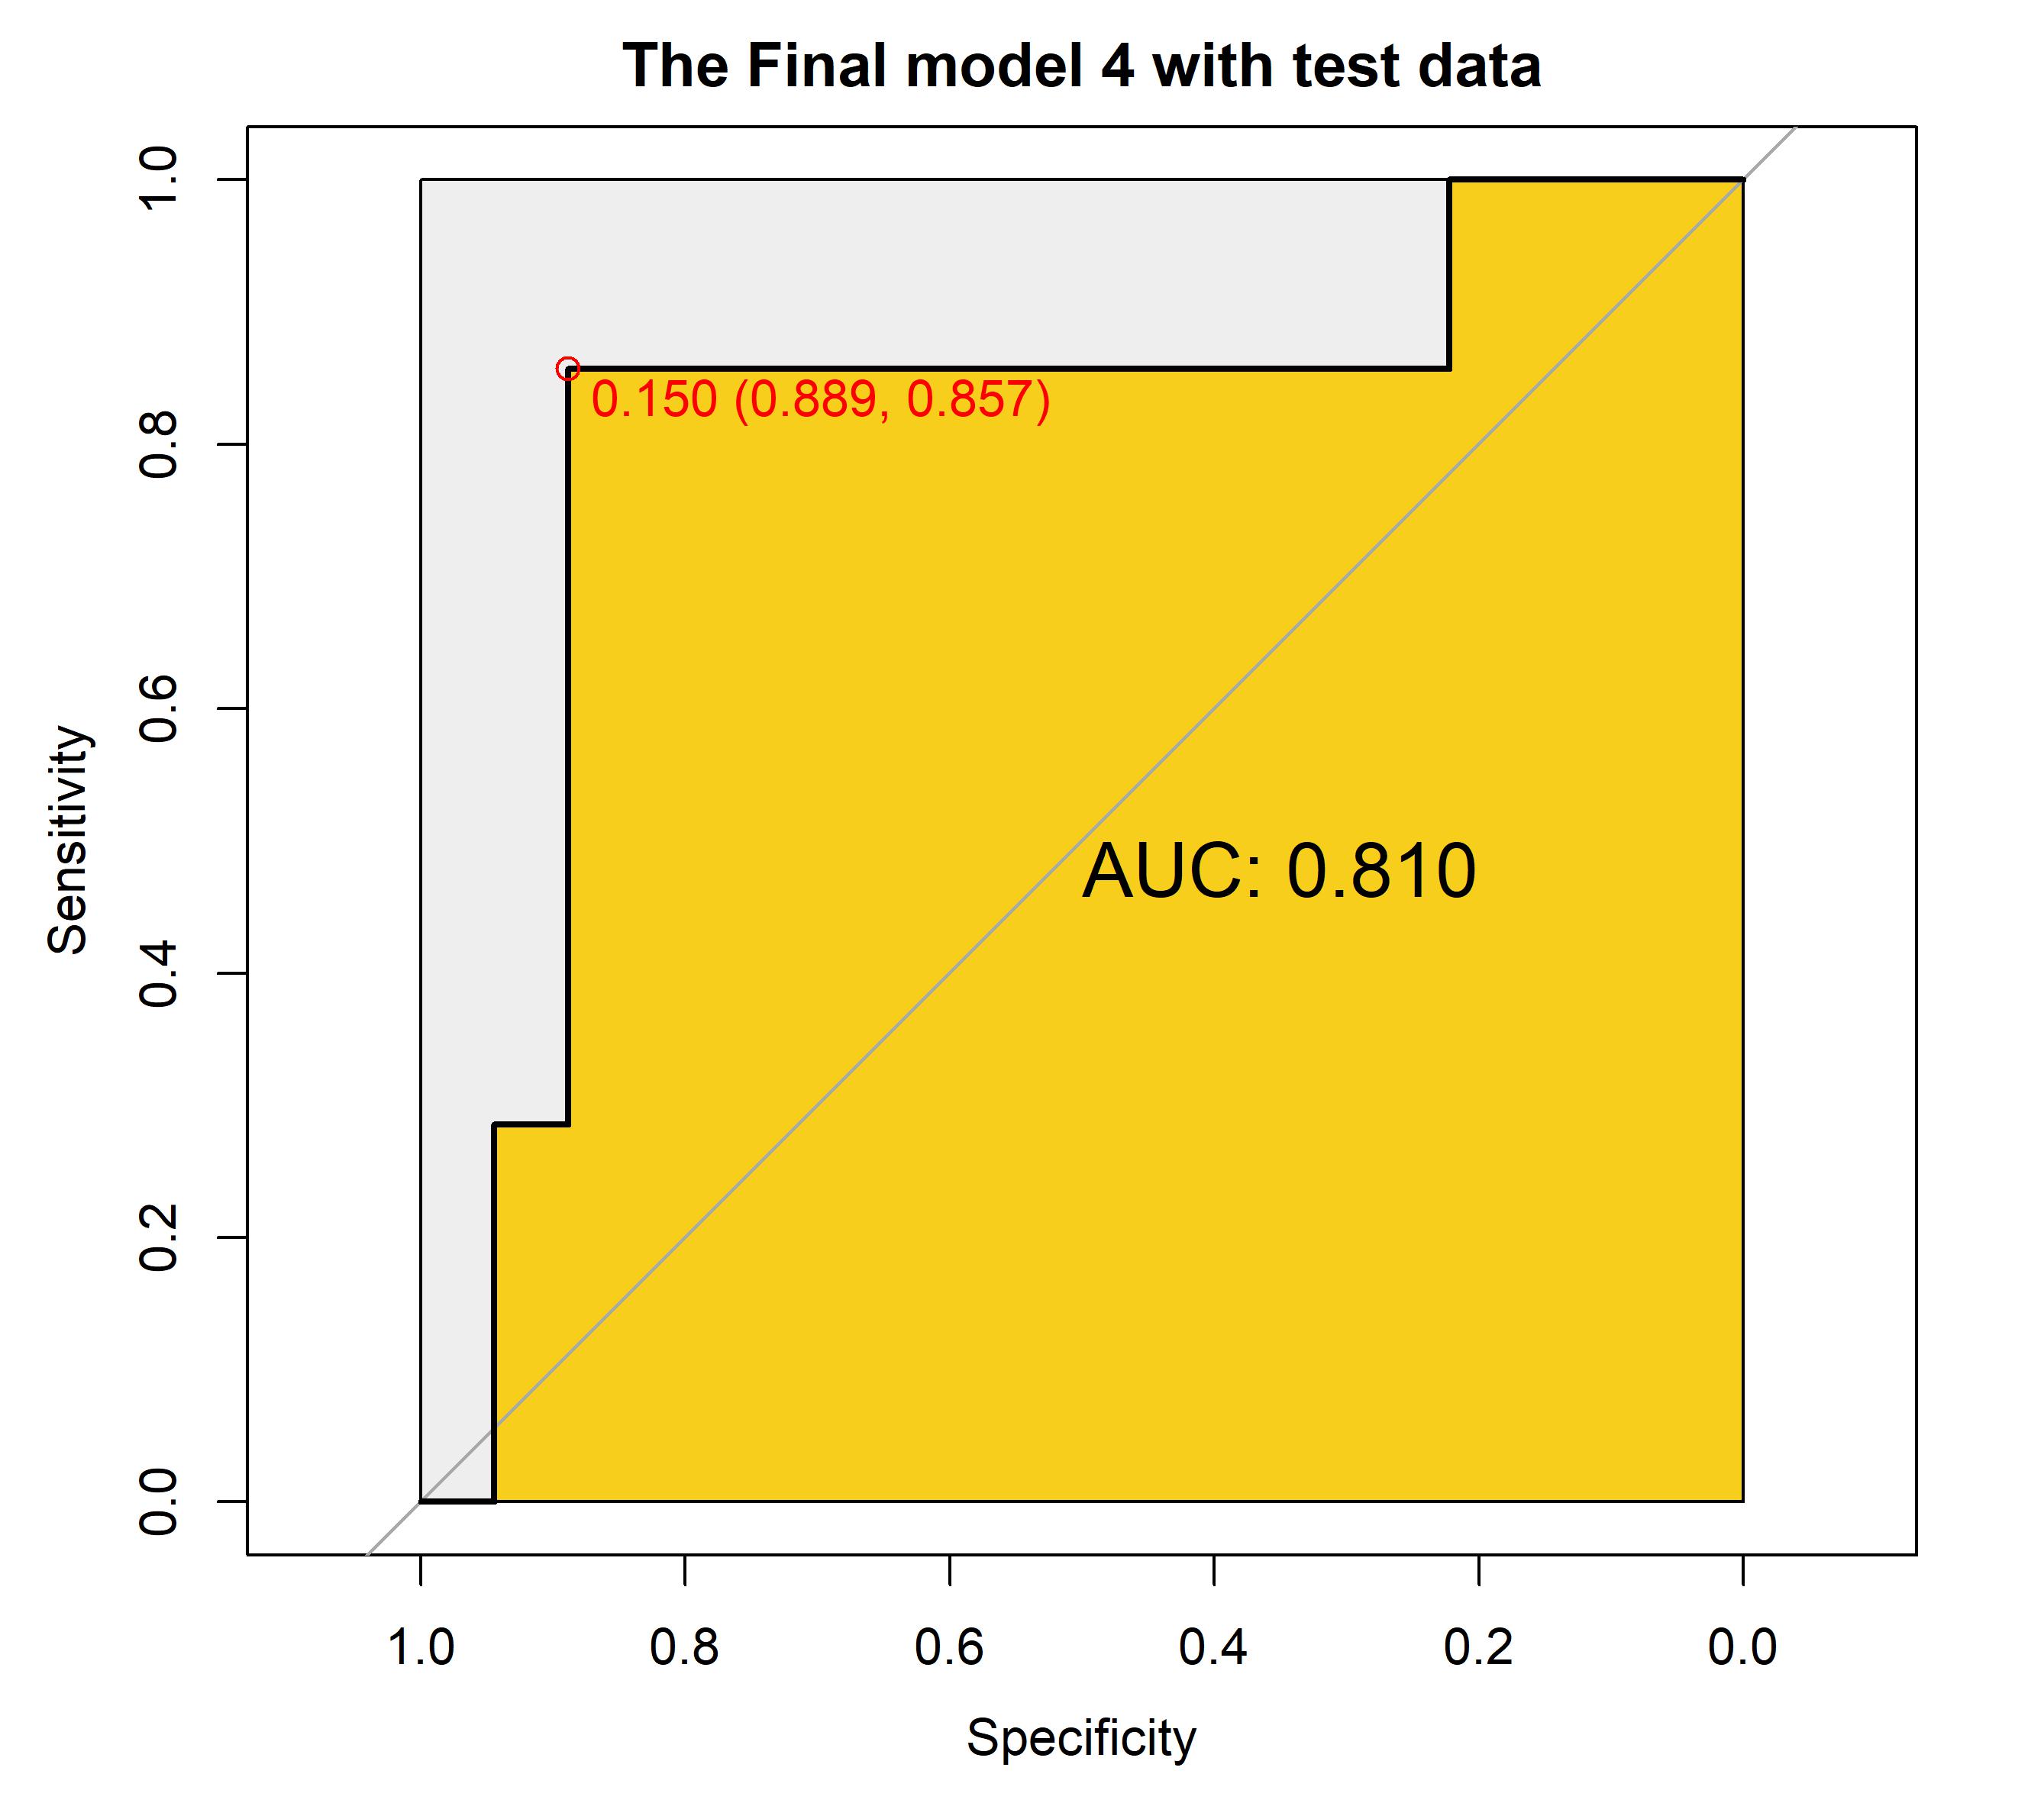 The Final model 4 with test data
1.0
0.8
0.6
0.4
0.2
0.0
Sensitivity
0.150 (0.889, 0.857)
AUC: 0.810
1.0 0.8 0.6 0.4 0.2 0.0
Specificity